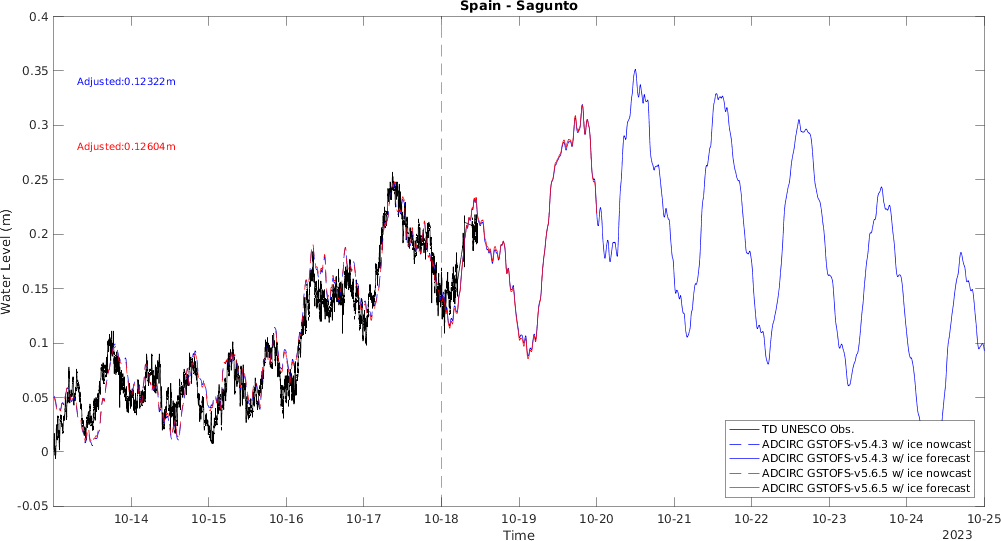 Spain - Sagunto
Water Level (m)
0.4
0.35
0.3
0.25
0.2
0.15
0.1
0.05
0
-0.05
Adjusted:0.12322m
Adjusted:0.12604m
TD UNESCO Obs.
ADCIRC GSTOFS-v5.4.3 w/ ice nowcast
ADCIRC GSTOFS-v5.4.3 w/ ice forecast
ADCIRC GSTOFS-v5.6.5 w/ ice nowcast
ADCIRC GSTOFS-v5.6.5 w/ ice forecast
10-14 10-15 10-16 10-17 10-18 10-19 10-20 10-21 10-22 10-23 10-24 10-25
Time
2023